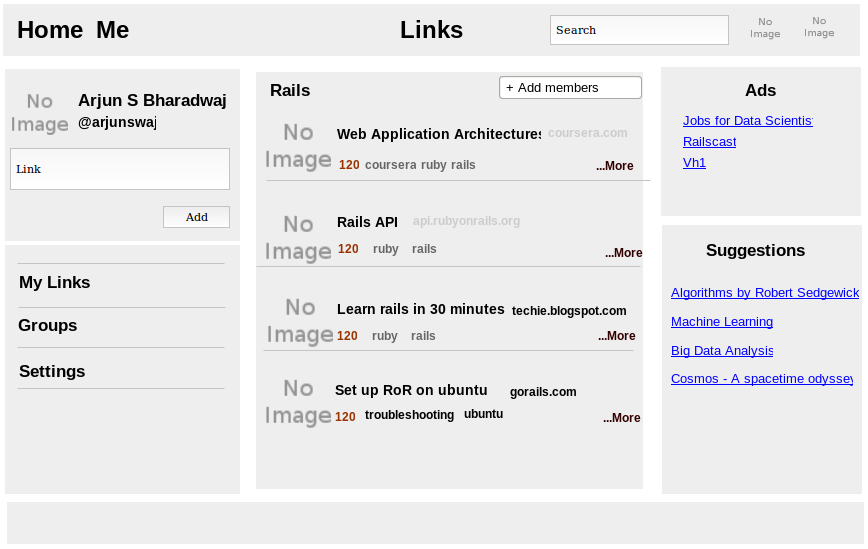 Home Me
Links
Search
No Image
No Image
No Image
Arjun S Bharadwaj
@arjunswaj
Link
Add
My Links
Groups
Settings
Rails
+ Add members
No Image
Web Application Architectures coursera.com
120 coursera ruby rails
...More
No Image
Rails API api.rubyonrails.org
120 ruby rails
...More
No Image
Learn rails in 30 minutes techie.blogspot.com
120 ruby rails
...More
No Image
Set up RoR on ubuntu gorails.com
120 troubleshooting ubuntu
...More
Ads
Jobs for Data Scientist
Railscast
Vh1
Suggestions
Algorithms by Robert Sedgewick
Machine Learning
Big Data Analysis
Cosmos - A spacetime odyssey